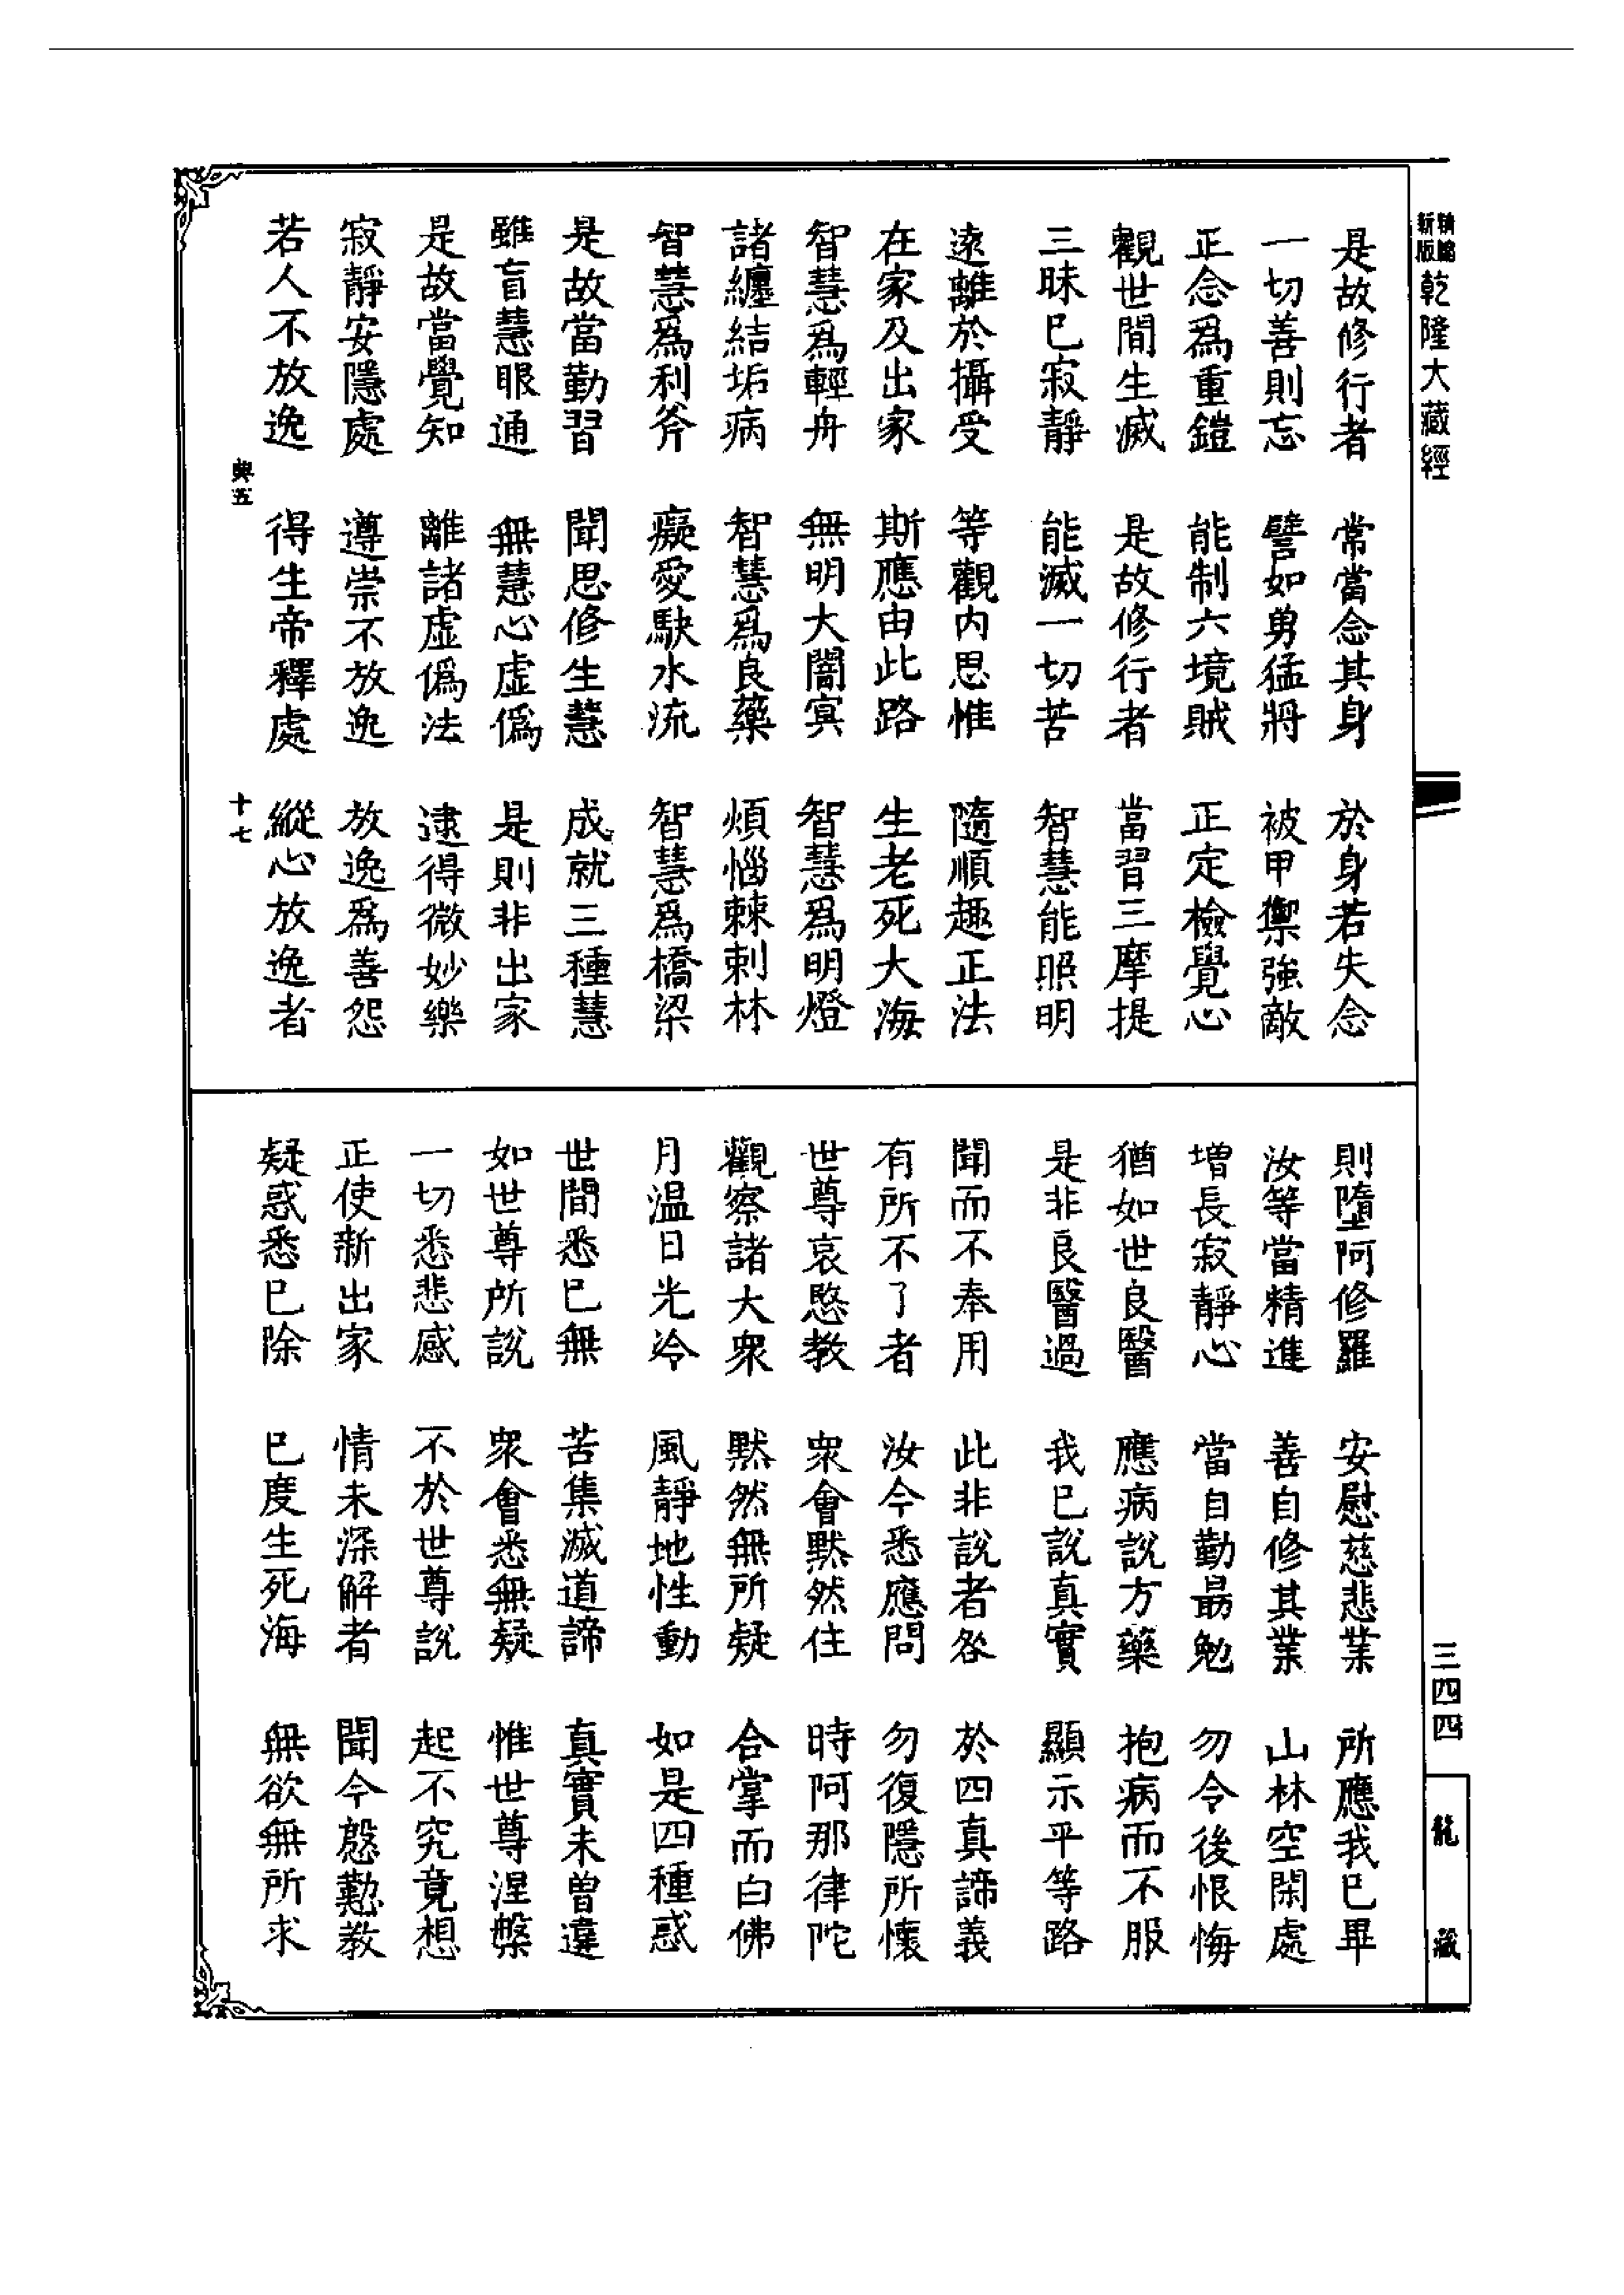 精縮新版乾隆大藏經
三四四
龍藏
是故修行者 常當念其身 於身若失念
一切善則忘 譬如勇猛將 被甲禦強敵
正念爲重鎧 能制六境賊 正定檢覺心
觀世間生滅 是故修行者 當習三摩提
三昧已寂靜 能滅一切苦 智慧能照明
遠離於攝受 等觀內思惟 隨順趣正法
在家及出家 斯應由此路 生老死大海
智慧爲輕舟 無明大闇㝠 智慧爲明燈
諸纏結垢病 智慧爲良藥 煩惱棘刺林
智慧爲利斧 癡愛駃水流 智慧爲橋梁
是故當勤習 聞思修生慧 成就三種慧
雖盲慧眼通 無慧心虛僞 是則非出家
是故當覺知 離諸虛僞法 逮得微妙樂
寂靜安隱處 遵崇不放逸 放逸爲善怨
若人不放逸 得生帝釋處 縱心放逸者
典五 十七
則墮阿修羅 安慰慈悲業 所應我已畢
汝等當精進 善自修其業 山林空閑處
增長寂靜心 當自勤勗勉 勿令後恨悔
猶如世良醫 應病說方藥 抱病而不服
是非良醫過 我已說真實 顯示平等路
聞而不奉用 此非說者咎 於四真諦義
有所不了者 汝今悉應問 勿復隱所懷
世尊哀愍教 衆會默然住 時阿那律陀
觀察諸大衆 默然無所疑 合掌而白佛
月温日光冷 風靜地性動 如是四種惑
世間悉已無 苦集滅道諦 真實未曽違
如世尊所說 衆會悉無疑 惟世尊涅槃
一切悉悲感 不於世尊說 起不究竟想
正使新出家 情未深解者 聞今慇懃教
疑惑悉已除 已度生死海 無欲無所求